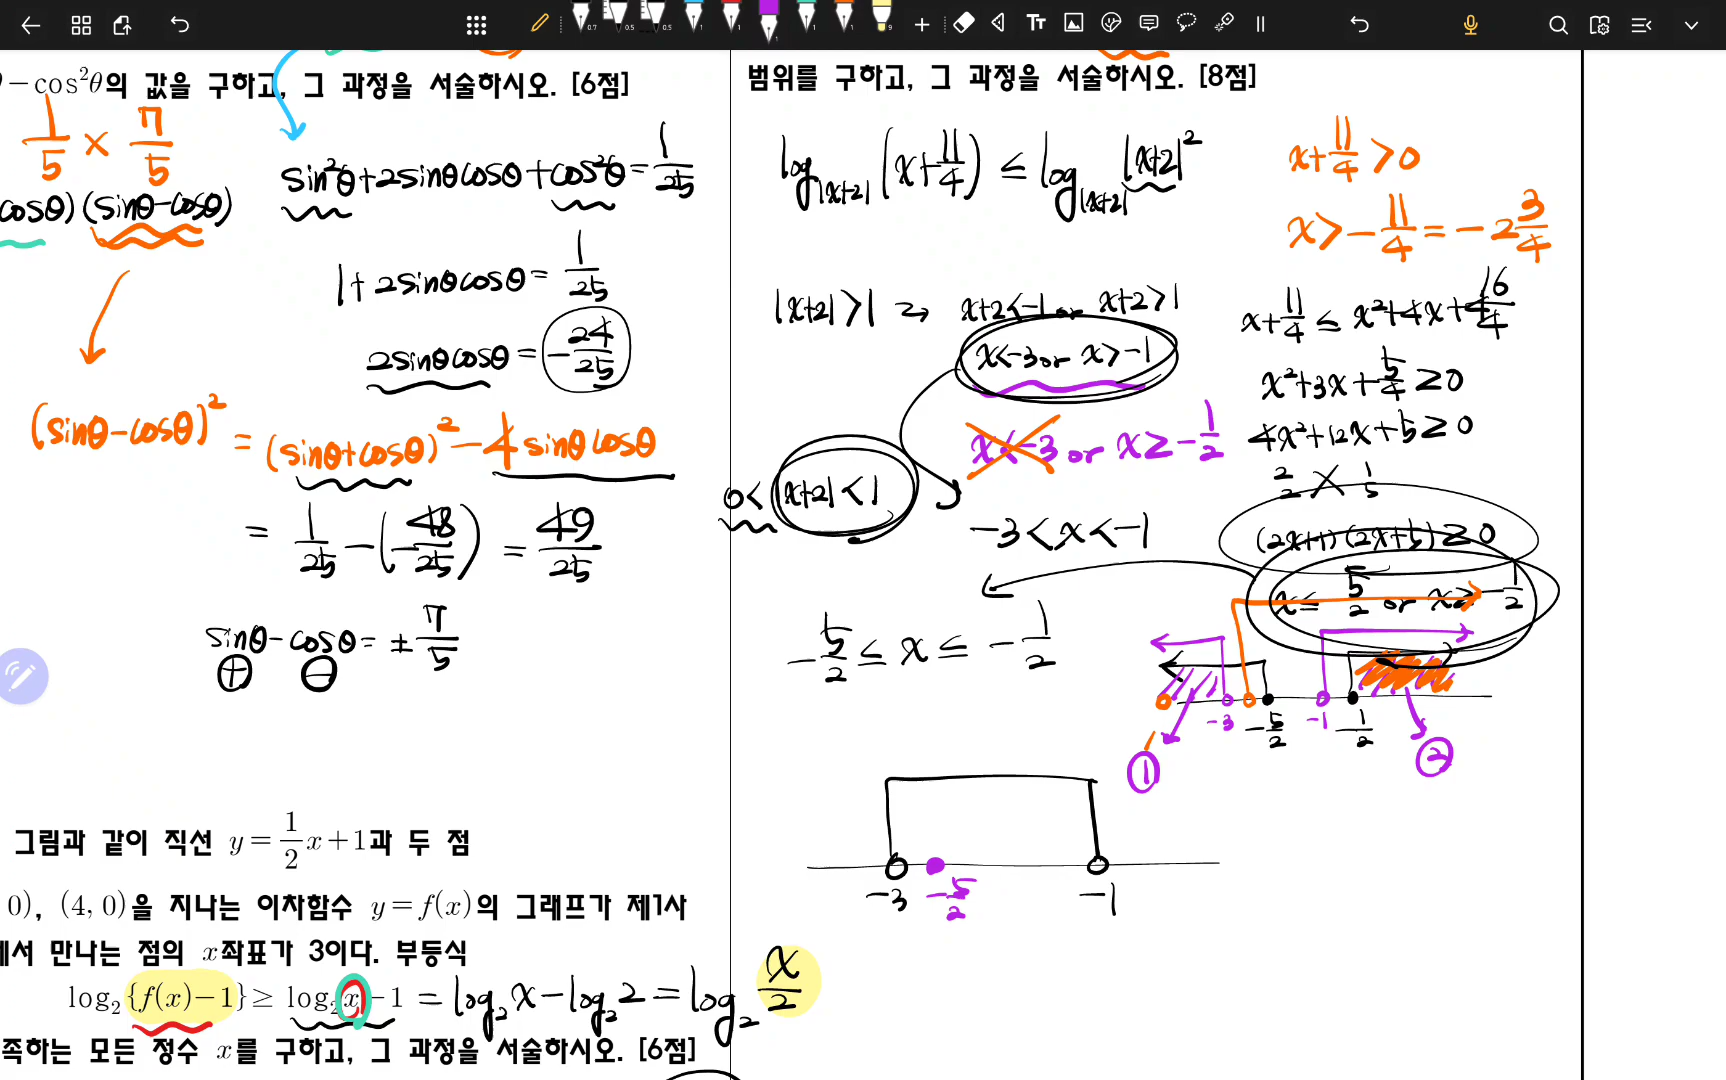 -cos²θ의 값을 구하고, 그 과정을 서술하시오. [6점]
1/5 × 7/5
cosθ)(sinθ-cosθ)
sin²θ+2sinθcosθ+cos²θ=1/25
1+2sinθcosθ=1/25
2sinθcosθ=-24/25
(sinθ-cosθ)²=(sinθ+cosθ)²-4sinθcosθ
=1/25-(-48/25)=49/25
sinθ-cosθ=±7/5
⊕ ⊖
그림과 같이 직선 y=1/2x+1과 두 점
0), (4, 0)을 지나는 이차함수 y=f(x)의 그래프가 제1사
에서 만나는 점의 x좌표가 3이다. 부등식
log₂{f(x)-1}≥log₂x-1=log₂x-log₂2=log₂x/2
족하는 모든 정수 x를 구하고, 그 과정을 서술하시오. [6점]
범위를 구하고, 그 과정을 서술하시오. [8점]
log|x+2|(x+11/4)≤log|x+2||x+2|²
|x+2|>1 → x+2<-1 or x+2>1
x<-3 or x>-1
x<-3 or x≥-1/2
0<|x+2|<1
-3<x<-1
-5/2≤x≤-1/2
-3 -5/2 -1
x+11/4>0
x>-11/4=-2 3/4
x+11/4≤x²+4x+4 16/4
x²+3x+5/4≥0
4x²+12x+5≥0
2 1
2 5
(2x+1)(2x+5)≥0
x≤-5/2 or x≥-1/2
-3 -5/2 -1 -1/2
① ②